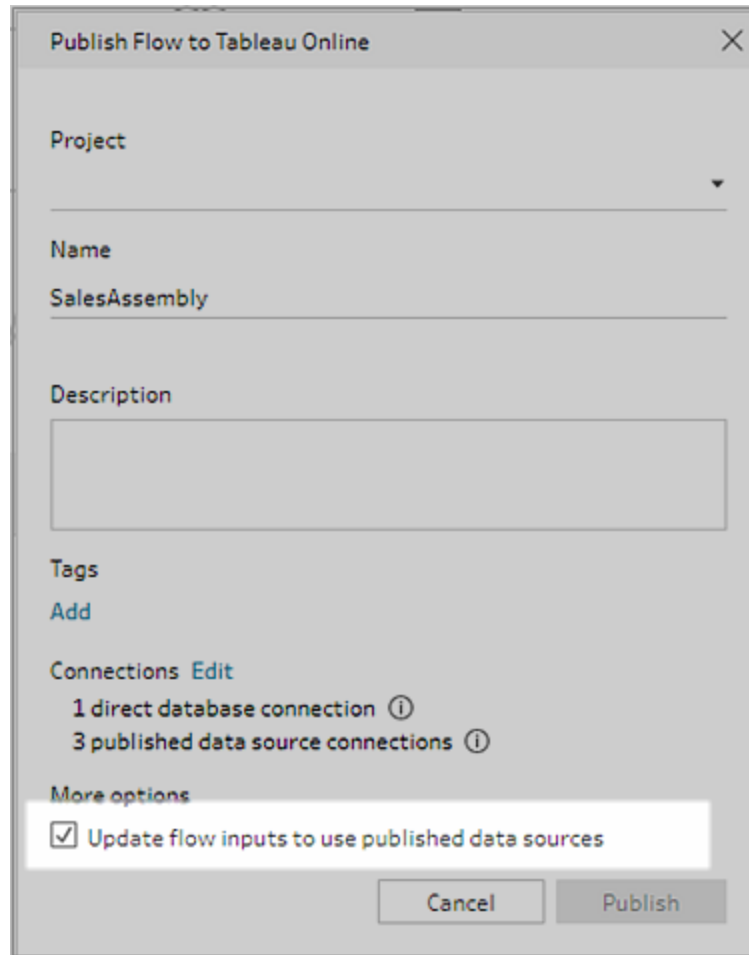 Publish Flow to Tableau Online
Project
Name
SalesAssembly
Description
Tags
Add
Connections Edit
1 direct database connection
3 published data source connections
More options
Update flow inputs to use published data sources
Cancel Publish